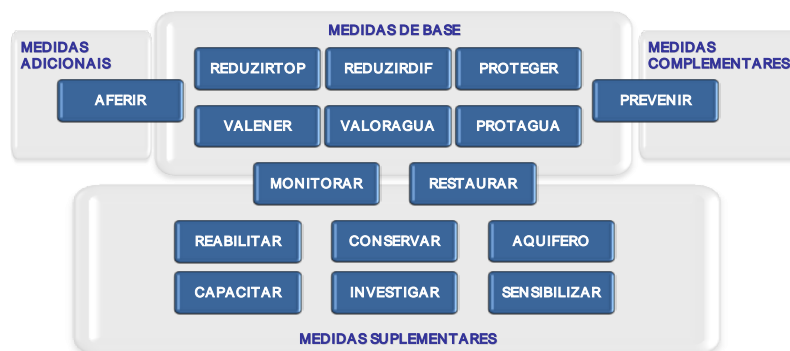 MEDIDAS DE BASE
MEDIDAS
ADICIONAIS
MEDIDAS
COMPLEMENTARES
REDUZIRTOP
REDUZIRDIF
PROTEGER
AFERIR
PREVENIR
VALENER
VALORAGUA
PROTAGUA
MONITORAR
RESTAURAR
REABILITAR
CONSERVAR
AQUIFERO
CAPACITAR
INVESTIGAR
SENSIBILIZAR
MEDIDAS SUPLEMENTARES